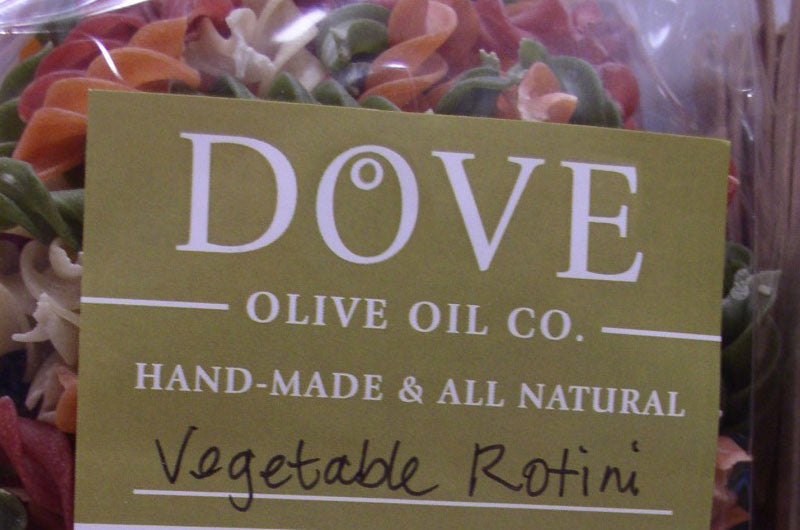 DOVE
OLIVE OIL CO.
HAND-MADE & ALL NATURAL
Vegetable Rotini